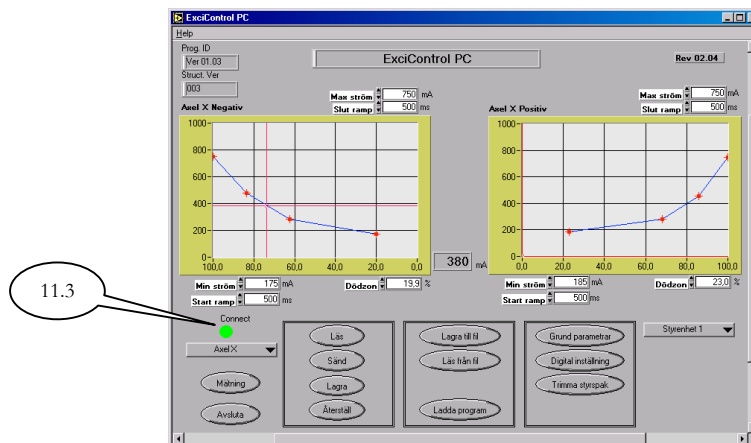 ExciControl PC
Help
Prog. ID
Ver 01.03
Struct. Ver
003
ExciControl PC
Rev 02.04
Axel X Negativ
Max ström 750 mA
Slut ramp 500 ms
1000
800
600
400
200
0
100,0 80,0 60,0 40,0 20,0 0,0
Min ström 175 mA
Dödzon 19,9 %
Start ramp 500 ms
380 mA
Axel X Positiv
Max ström 750 mA
Slut ramp 500 ms
1000
800
600
400
200
0
0,0 20,0 40,0 60,0 80,0 100,0
Min ström 185 mA
Dödzon 23,0 %
Start ramp 500 ms
11.3
Connect
Axel X
Mätning
Avsluta
Läs
Sänd
Lagra
Återställ
Lagra till fil
Läs från fil
Ladda program
Grund parametrar
Digital inställning
Trimma styrspak
Styrenhet 1